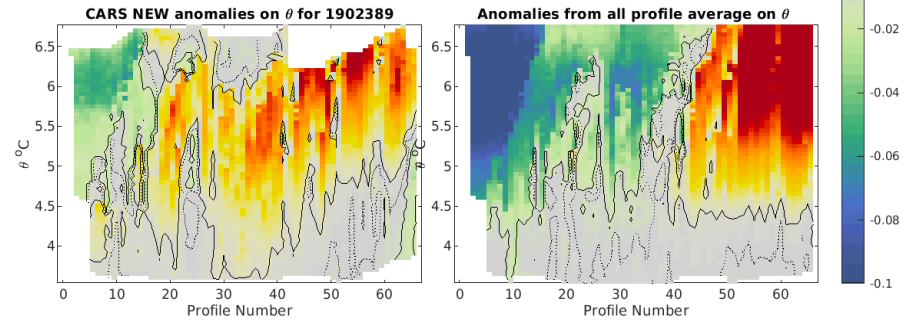 CARS NEW anomalies on θ for 1902389
Anomalies from all profile average on θ
6.5
6
5.5
5
4.5
4
θ °C
0 10 20 30 40 50 60
Profile Number
6.5
6
5.5
5
4.5
4
θ °C
0 10 20 30 40 50 60
Profile Number
-0.02
-0.04
-0.06
-0.08
-0.1